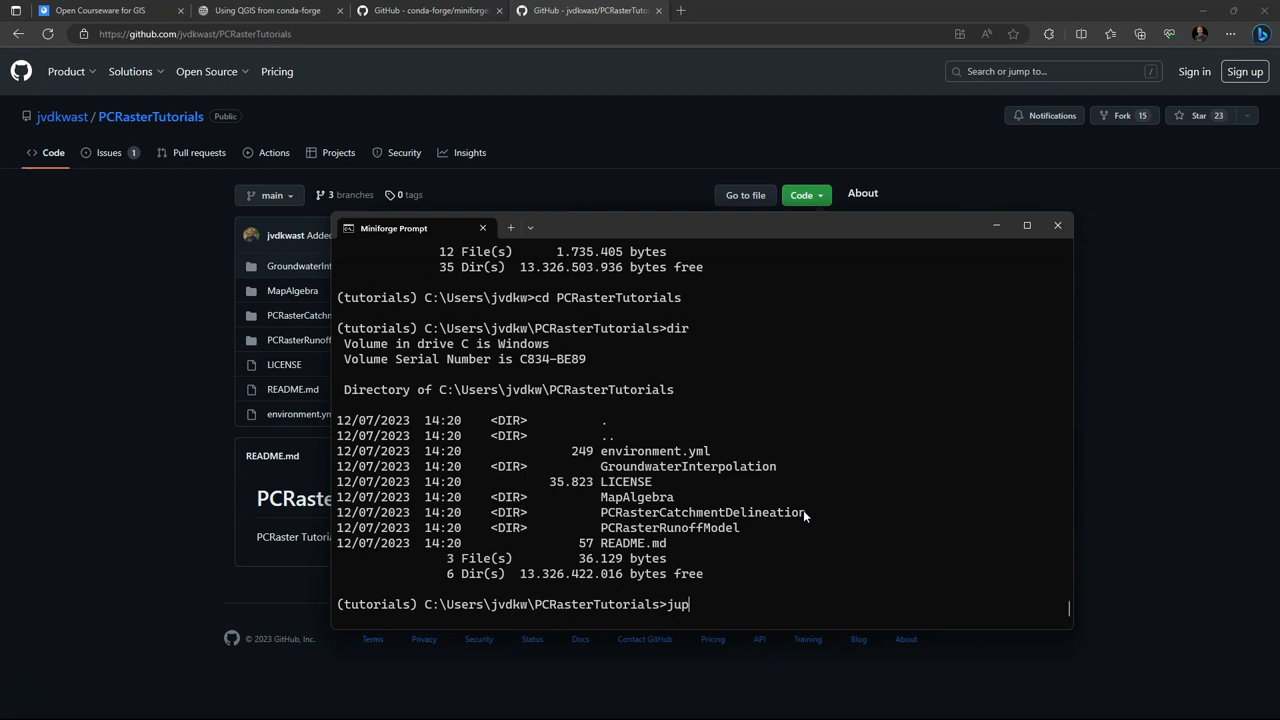 Open Courseware for GIS
Using QGIS from conda-forge
GitHub - conda-forge/miniforge:
GitHub - jvdkwast/PCRasterTuto
https://github.com/jvdkwast/PCRasterTutorials
Product
Solutions
Open Source
Pricing
Search or jump to...
/
Sign in
Sign up
jvdkwast / PCRasterTutorials
Public
Notifications
Fork 15
Star 23
Code
Issues 1
Pull requests
Actions
Projects
Security
Insights
main
3 branches
0 tags
Go to file
Code
About
jvdkwast Added
GroundwaterInt
MapAlgebra
PCRasterCatchm
PCRasterRunoff
LICENSE
README.md
environment.ym
README.md
PCRaste
PCRaster Tutoria
Miniforge Prompt
12 File(s) 1.735.405 bytes
35 Dir(s) 13.326.503.936 bytes free
(tutorials) C:\Users\jvdkw>cd PCRasterTutorials
(tutorials) C:\Users\jvdkw\PCRasterTutorials>dir
Volume in drive C is Windows
Volume Serial Number is C834-BE89
Directory of C:\Users\jvdkw\PCRasterTutorials
12/07/2023 14:20 <DIR> .
12/07/2023 14:20 <DIR> ..
12/07/2023 14:20 249 environment.yml
12/07/2023 14:20 <DIR> GroundwaterInterpolation
12/07/2023 14:20 35.823 LICENSE
12/07/2023 14:20 <DIR> MapAlgebra
12/07/2023 14:20 <DIR> PCRasterCatchmentDelineation
12/07/2023 14:20 <DIR> PCRasterRunoffModel
12/07/2023 14:20 57 README.md
3 File(s) 36.129 bytes
6 Dir(s) 13.326.422.016 bytes free
(tutorials) C:\Users\jvdkw\PCRasterTutorials>jup
© 2023 GitHub, Inc.
Terms
Privacy
Security
Status
Docs
Contact GitHub
Pricing
API
Training
Blog
About